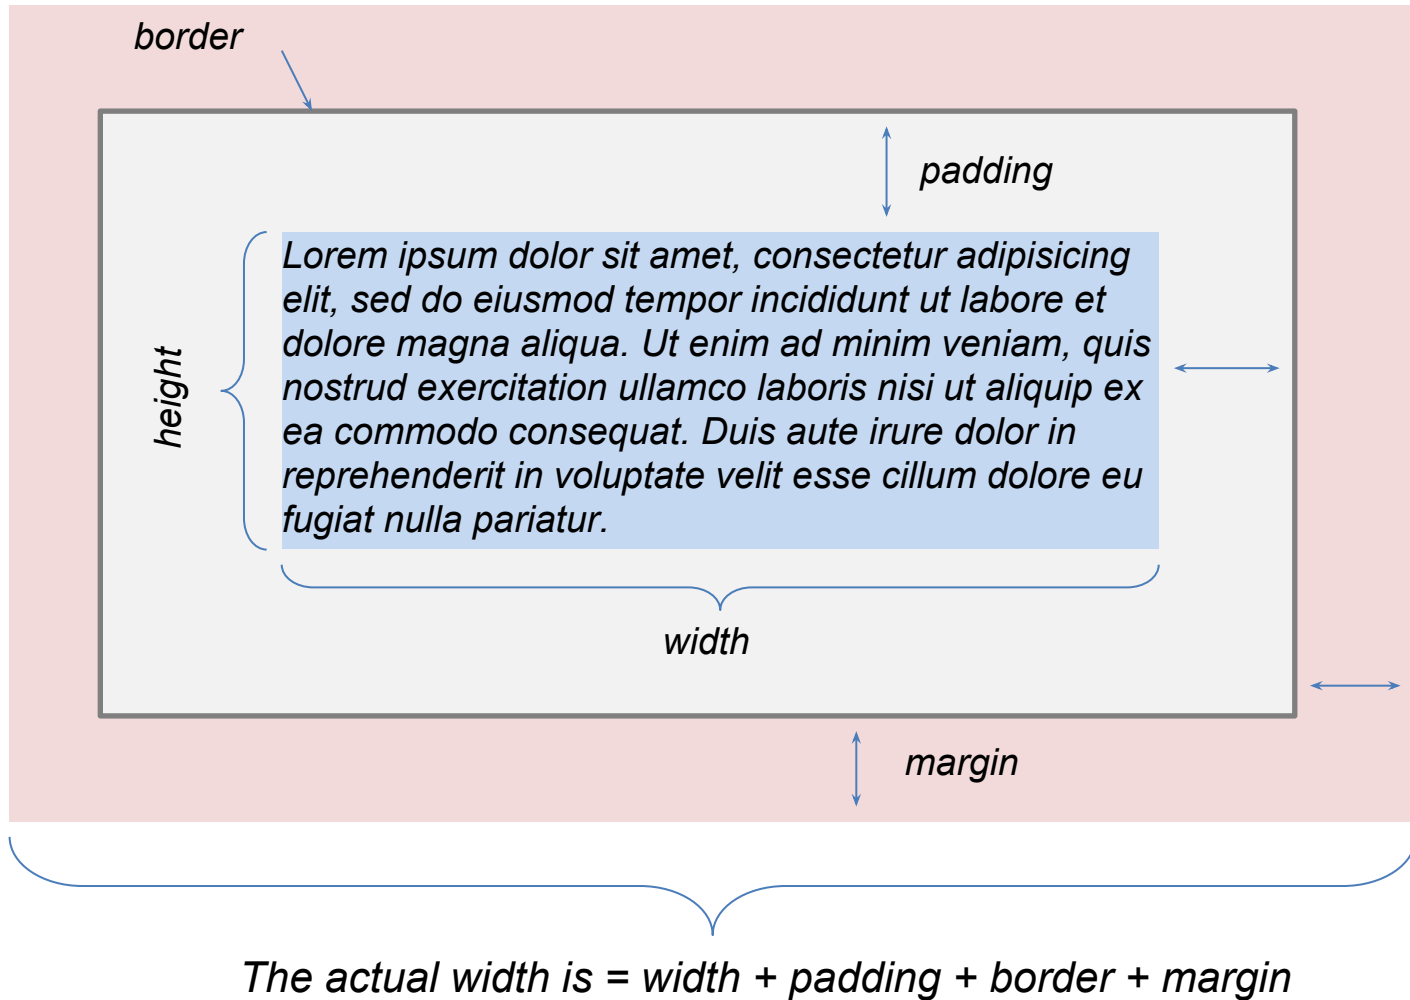 border
padding
Lorem ipsum dolor sit amet, consectetur adipisicing
elit, sed do eiusmod tempor incididunt ut labore et
dolore magna aliqua. Ut enim ad minim veniam, quis
nostrud exercitation ullamco laboris nisi ut aliquip ex
ea commodo consequat. Duis aute irure dolor in
reprehenderit in voluptate velit esse cillum dolore eu
fugiat nulla pariatur.
height
width
margin
The actual width is = width + padding + border + margin